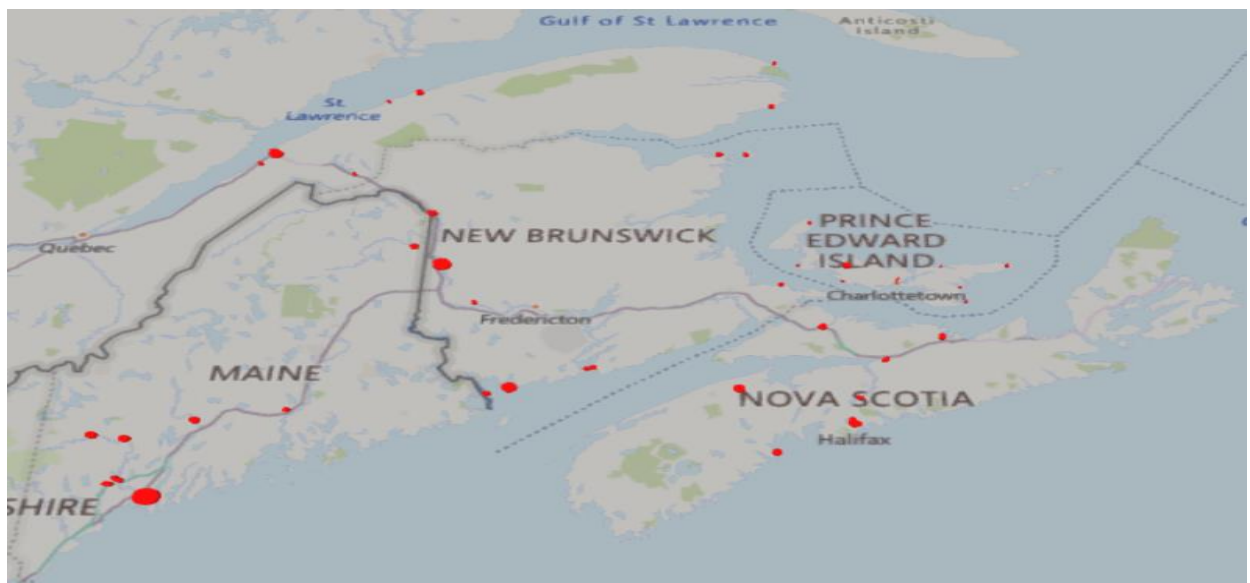 Gulf of St Lawrence
Anticosti
Island
St.
Lawrence
Quebec
NEW BRUNSWICK
PRINCE
EDWARD
ISLAND
Charlottetown
Fredericton
MAINE
NOVA SCOTIA
Halifax
SHIRE